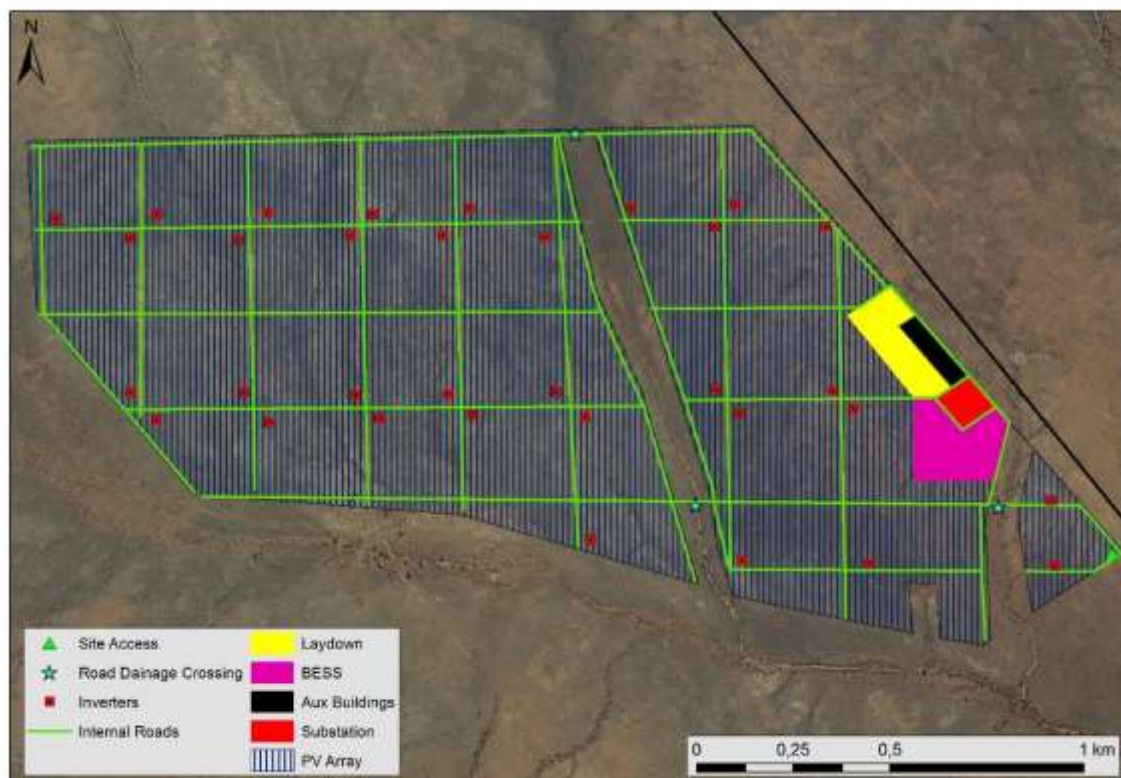 N
Site Access
Road Dainage Crossing
Inverters
Internal Roads
Laydown
BESS
Aux Buildings
Substation
PV Array
0 0,25 0,5 1 km